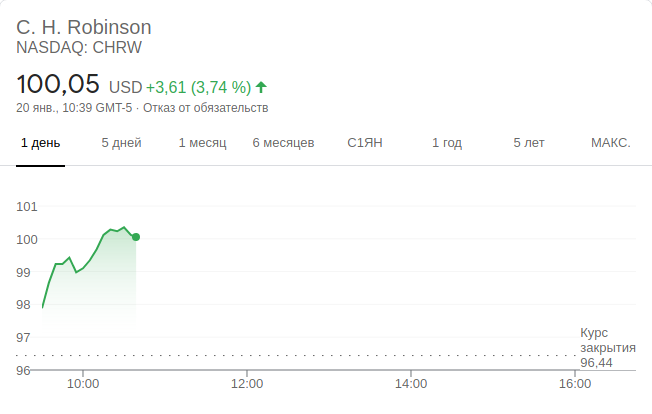 C. H. Robinson
NASDAQ: CHRW
100,05 USD +3,61 (3,74 %)
20 янв., 10:39 GMT-5 · Отказ от обязательств
1 день 5 дней 1 месяц 6 месяцев С1ЯН 1 год 5 лет МАКС.
101
100
99
98
97
Курс
закрытия
96,44
96
10:00 12:00 14:00 16:00